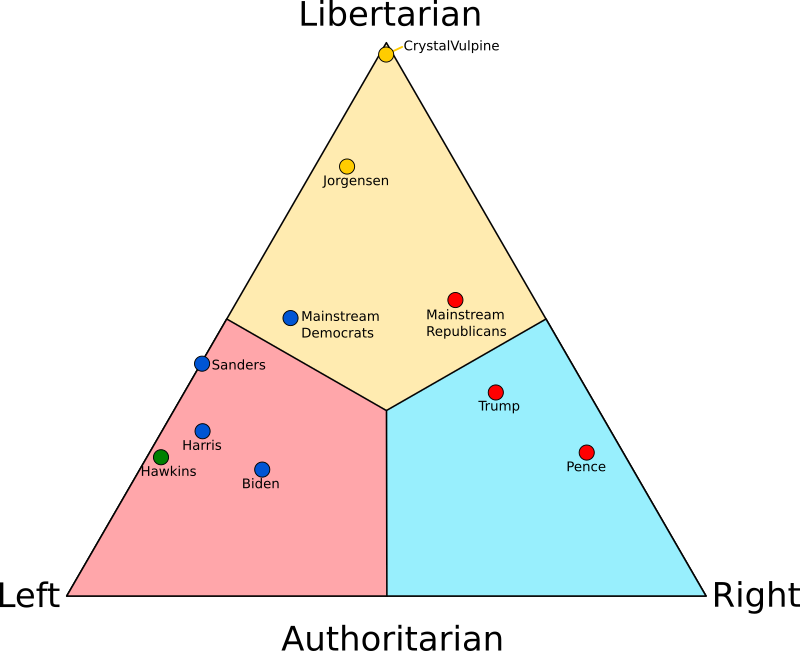 Libertarian
CrystalVulpine
Jorgensen
Mainstream
Democrats
Mainstream
Republicans
Sanders
Trump
Harris
Hawkins
Biden
Pence
Left
Right
Authoritarian